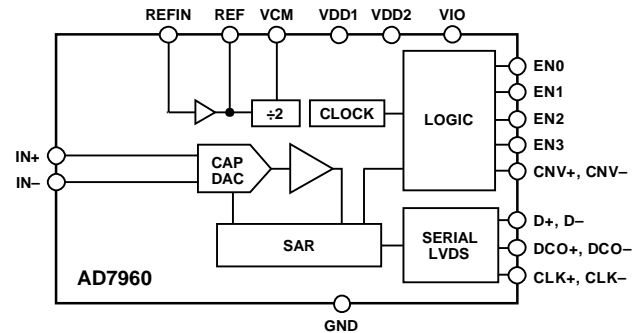 REFIN REF VCM VDD1 VDD2 VIO
EN0
EN1
EN2
EN3
CNV+, CNV–
÷2
CLOCK
LOGIC
IN+
IN–
CAP
DAC
SAR
SERIAL
LVDS
D+, D–
DCO+, DCO–
CLK+, CLK–
AD7960
GND